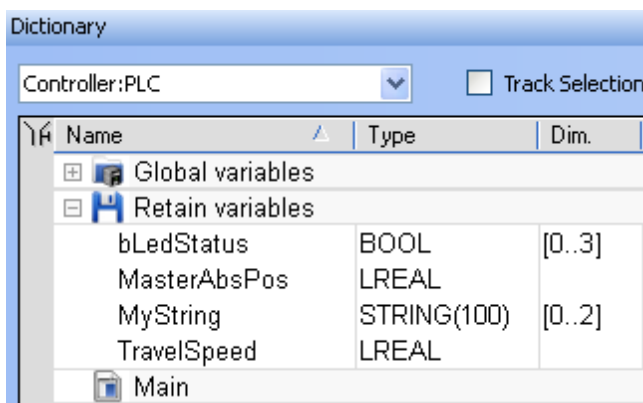 Dictionary
Controller:PLC Track Selection
Name Type Dim.
Global variables
Retain variables
bLedStatus BOOL [0..3]
MasterAbsPos LREAL
MyString STRING(100) [0..2]
TravelSpeed LREAL
Main